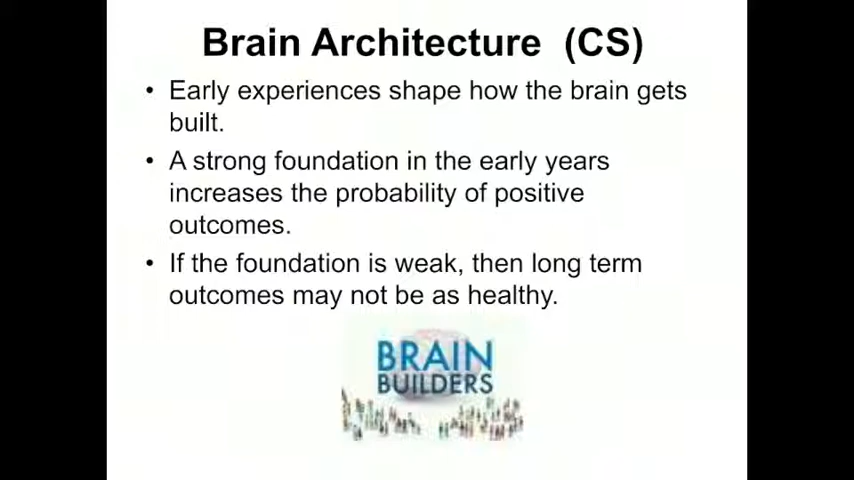 Brain Architecture (CS)
• Early experiences shape how the brain gets
built.
• A strong foundation in the early years
increases the probability of positive
outcomes.
• If the foundation is weak, then long term
outcomes may not be as healthy.
BRAIN
BUILDERS